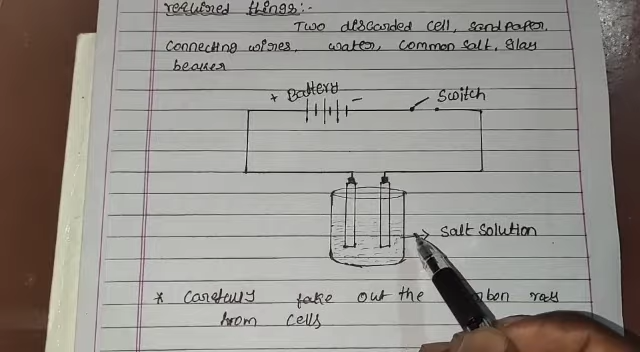 required things:-
Two discarded cell, sand paper,
connecting wires, water, common salt, glass
beaker
+ Battery -
Switch
Salt Solution
* Carefully take out the rods
from cells